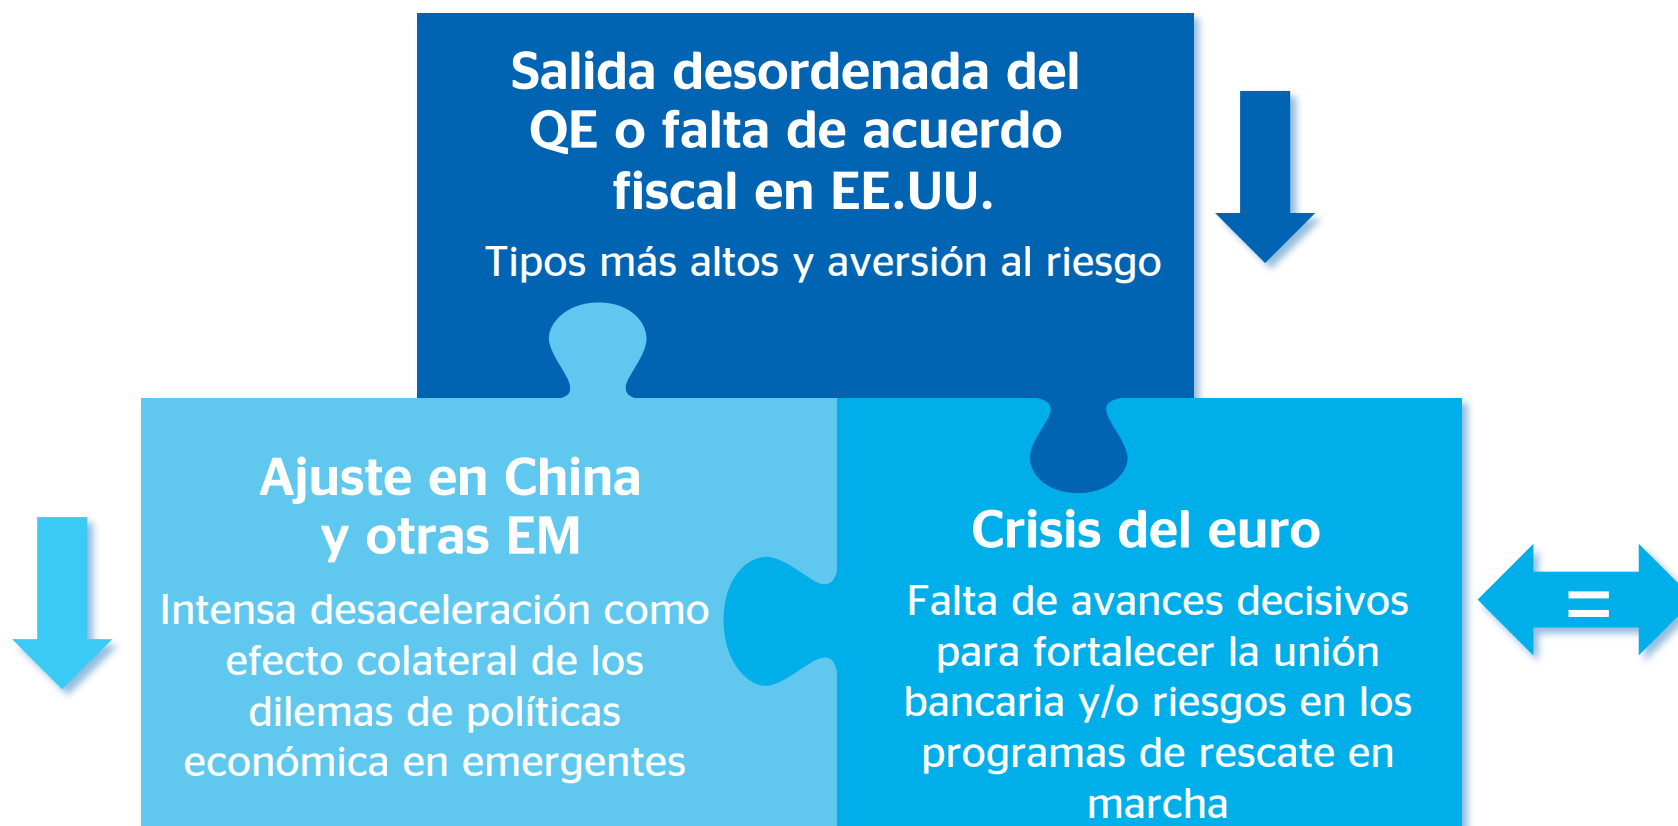 Salida desordenada del
QE o falta de acuerdo
fiscal en EE.UU.
Tipos más altos y aversión al riesgo
Ajuste en China
y otras EM
Intensa desaceleración como
efecto colateral de los
dilemas de políticas
económica en emergentes
Crisis del euro
Falta de avances decisivos
para fortalecer la unión
bancaria y/o riesgos en los
programas de rescate en
marcha
=